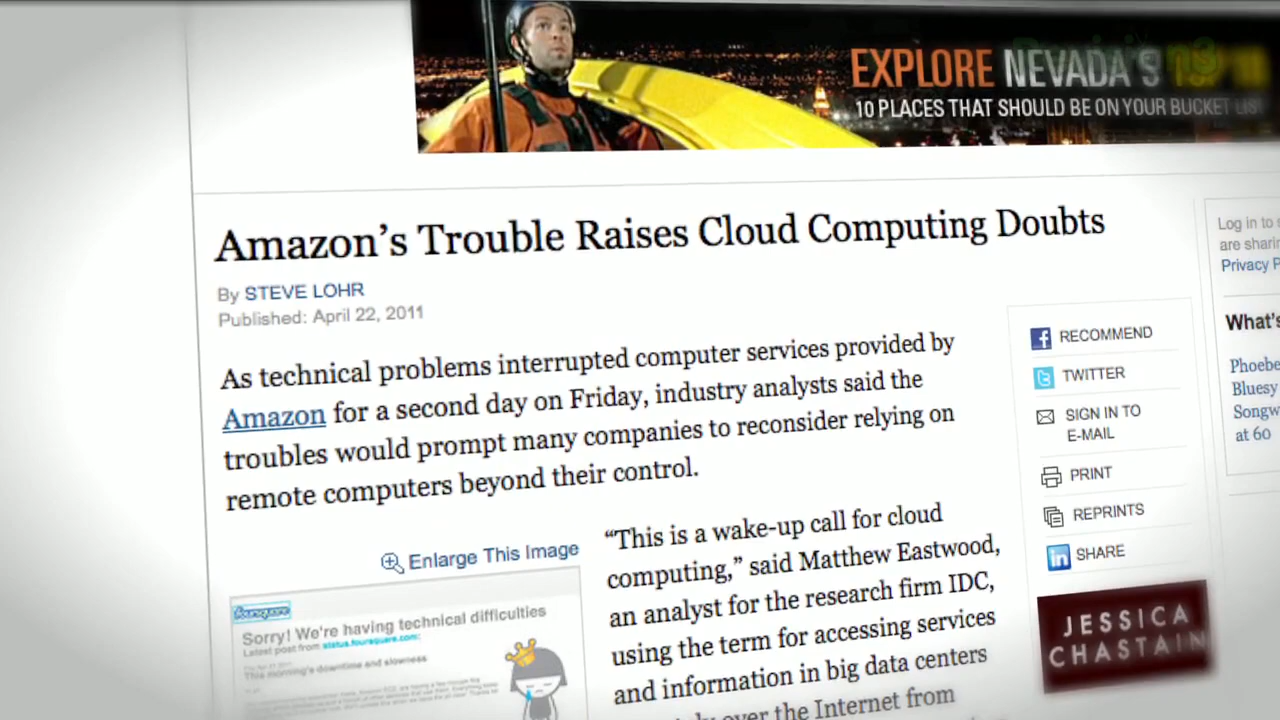 EXPLORE NEVADA'S
10 PLACES THAT SHOULD BE ON YOUR BUCKET LIST
Amazon's Trouble Raises Cloud Computing Doubts
By STEVE LOHR
Published: April 22, 2011
As technical problems interrupted computer services provided by
Amazon for a second day on Friday, industry analysts said the
troubles would prompt many companies to reconsider relying on
remote computers beyond their control.
Enlarge This Image
“This is a wake-up call for cloud
computing,” said Matthew Eastwood,
an analyst for the research firm IDC,
using the term for accessing services
and information in big data centers
over the Internet from
foursquare
Sorry! We're having technical difficulties
Latest post from status.foursquare.com:
This morning's downtime and slowness
RECOMMEND
TWITTER
SIGN IN TO
E-MAIL
PRINT
REPRINTS
SHARE
JESSICA
CHASTAIN
Log in to
are
Privacy
What's
Phoebe
Bluesy
at 60